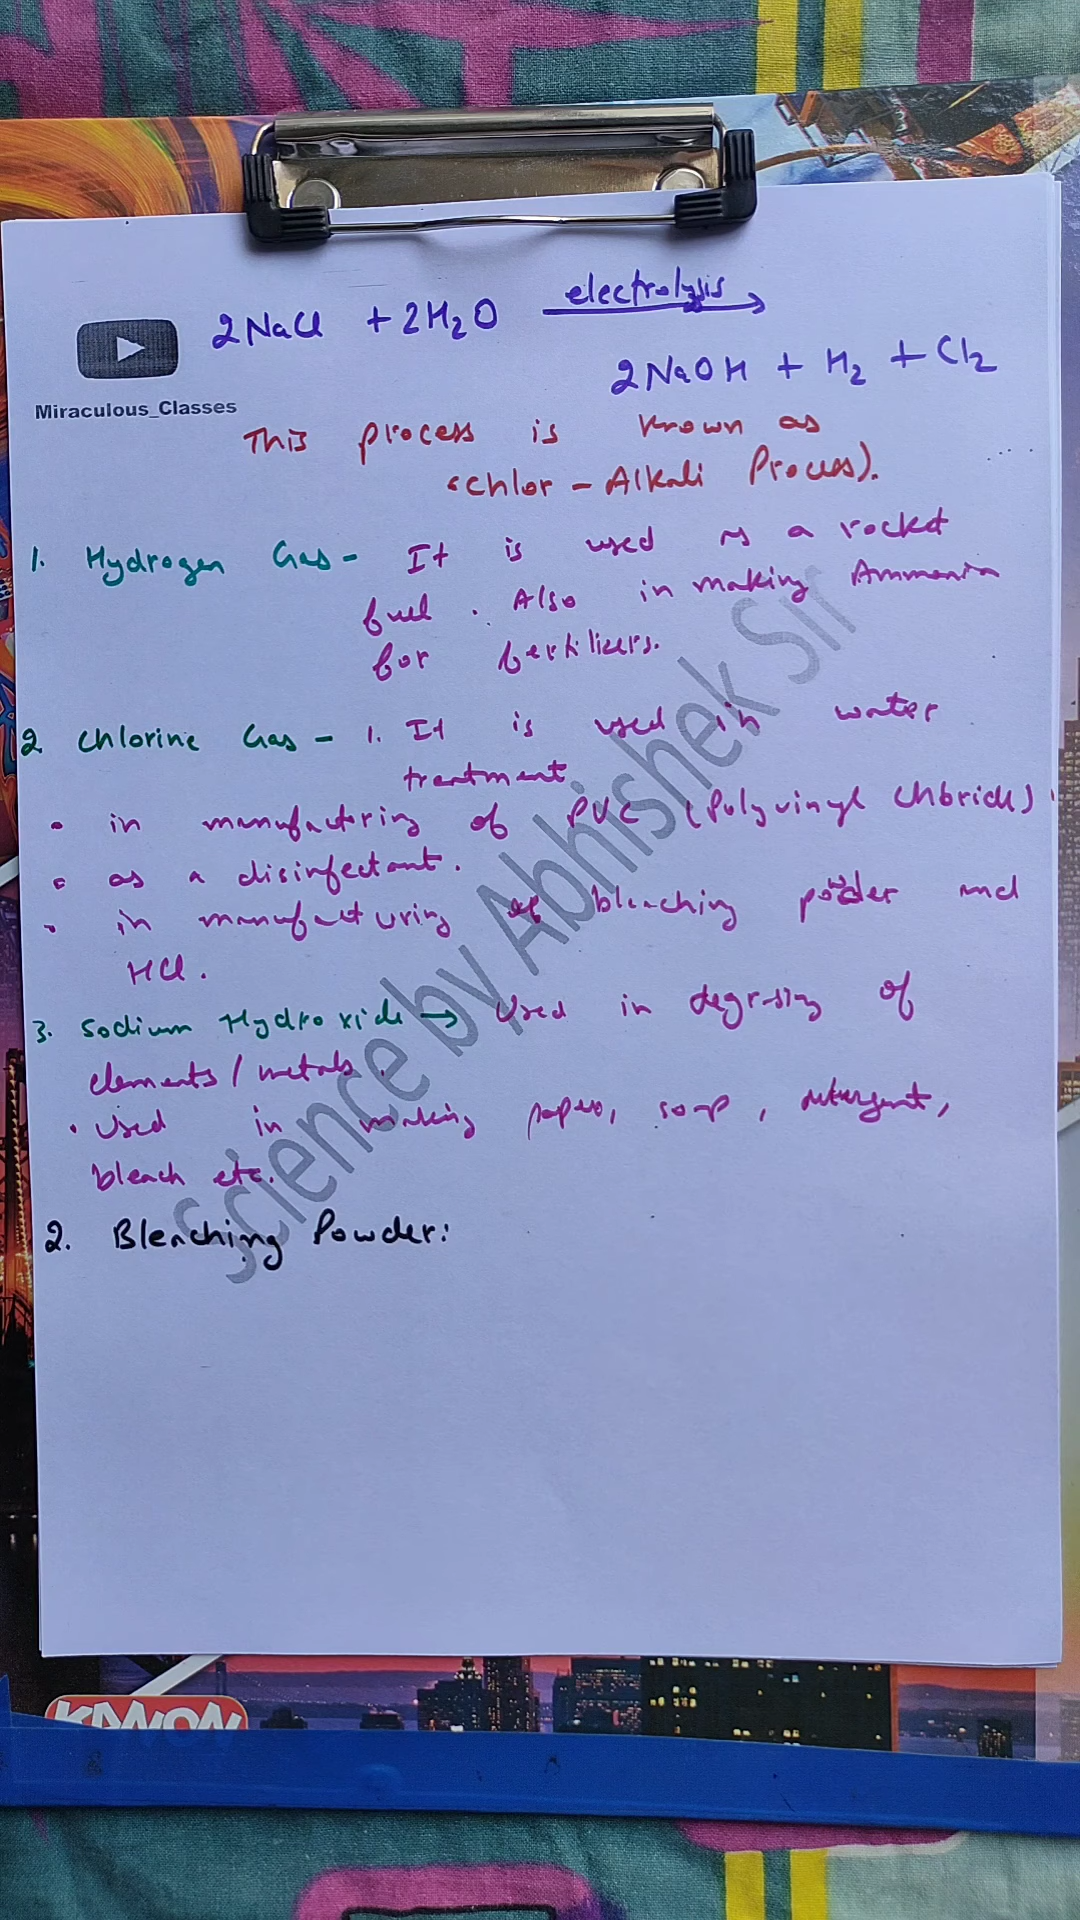 2NaCl + 2H₂O electrolysis
2NaOH + H₂ + Cl₂
Miraculous_Classes
This process is known as
(chlor-Alkali Process).
1. Hydrogen Gas - It is used as a rocket
fuel. Also in making Ammonia
for fertilizers.
2 Chlorine Gas - 1. It is used in water
treatment
• in manufactoring of PVC (Polyvinyl Chloride)
• as a disinfectant.
• in manufacturing of bleaching powder and
HCl.
3. Sodium Hydroxide → Used in of
elements / metals.
• Used in making paper, soap, detergent,
bleach etc.
2. Bleaching Powder:
Science by Abhishek Sir
KANON